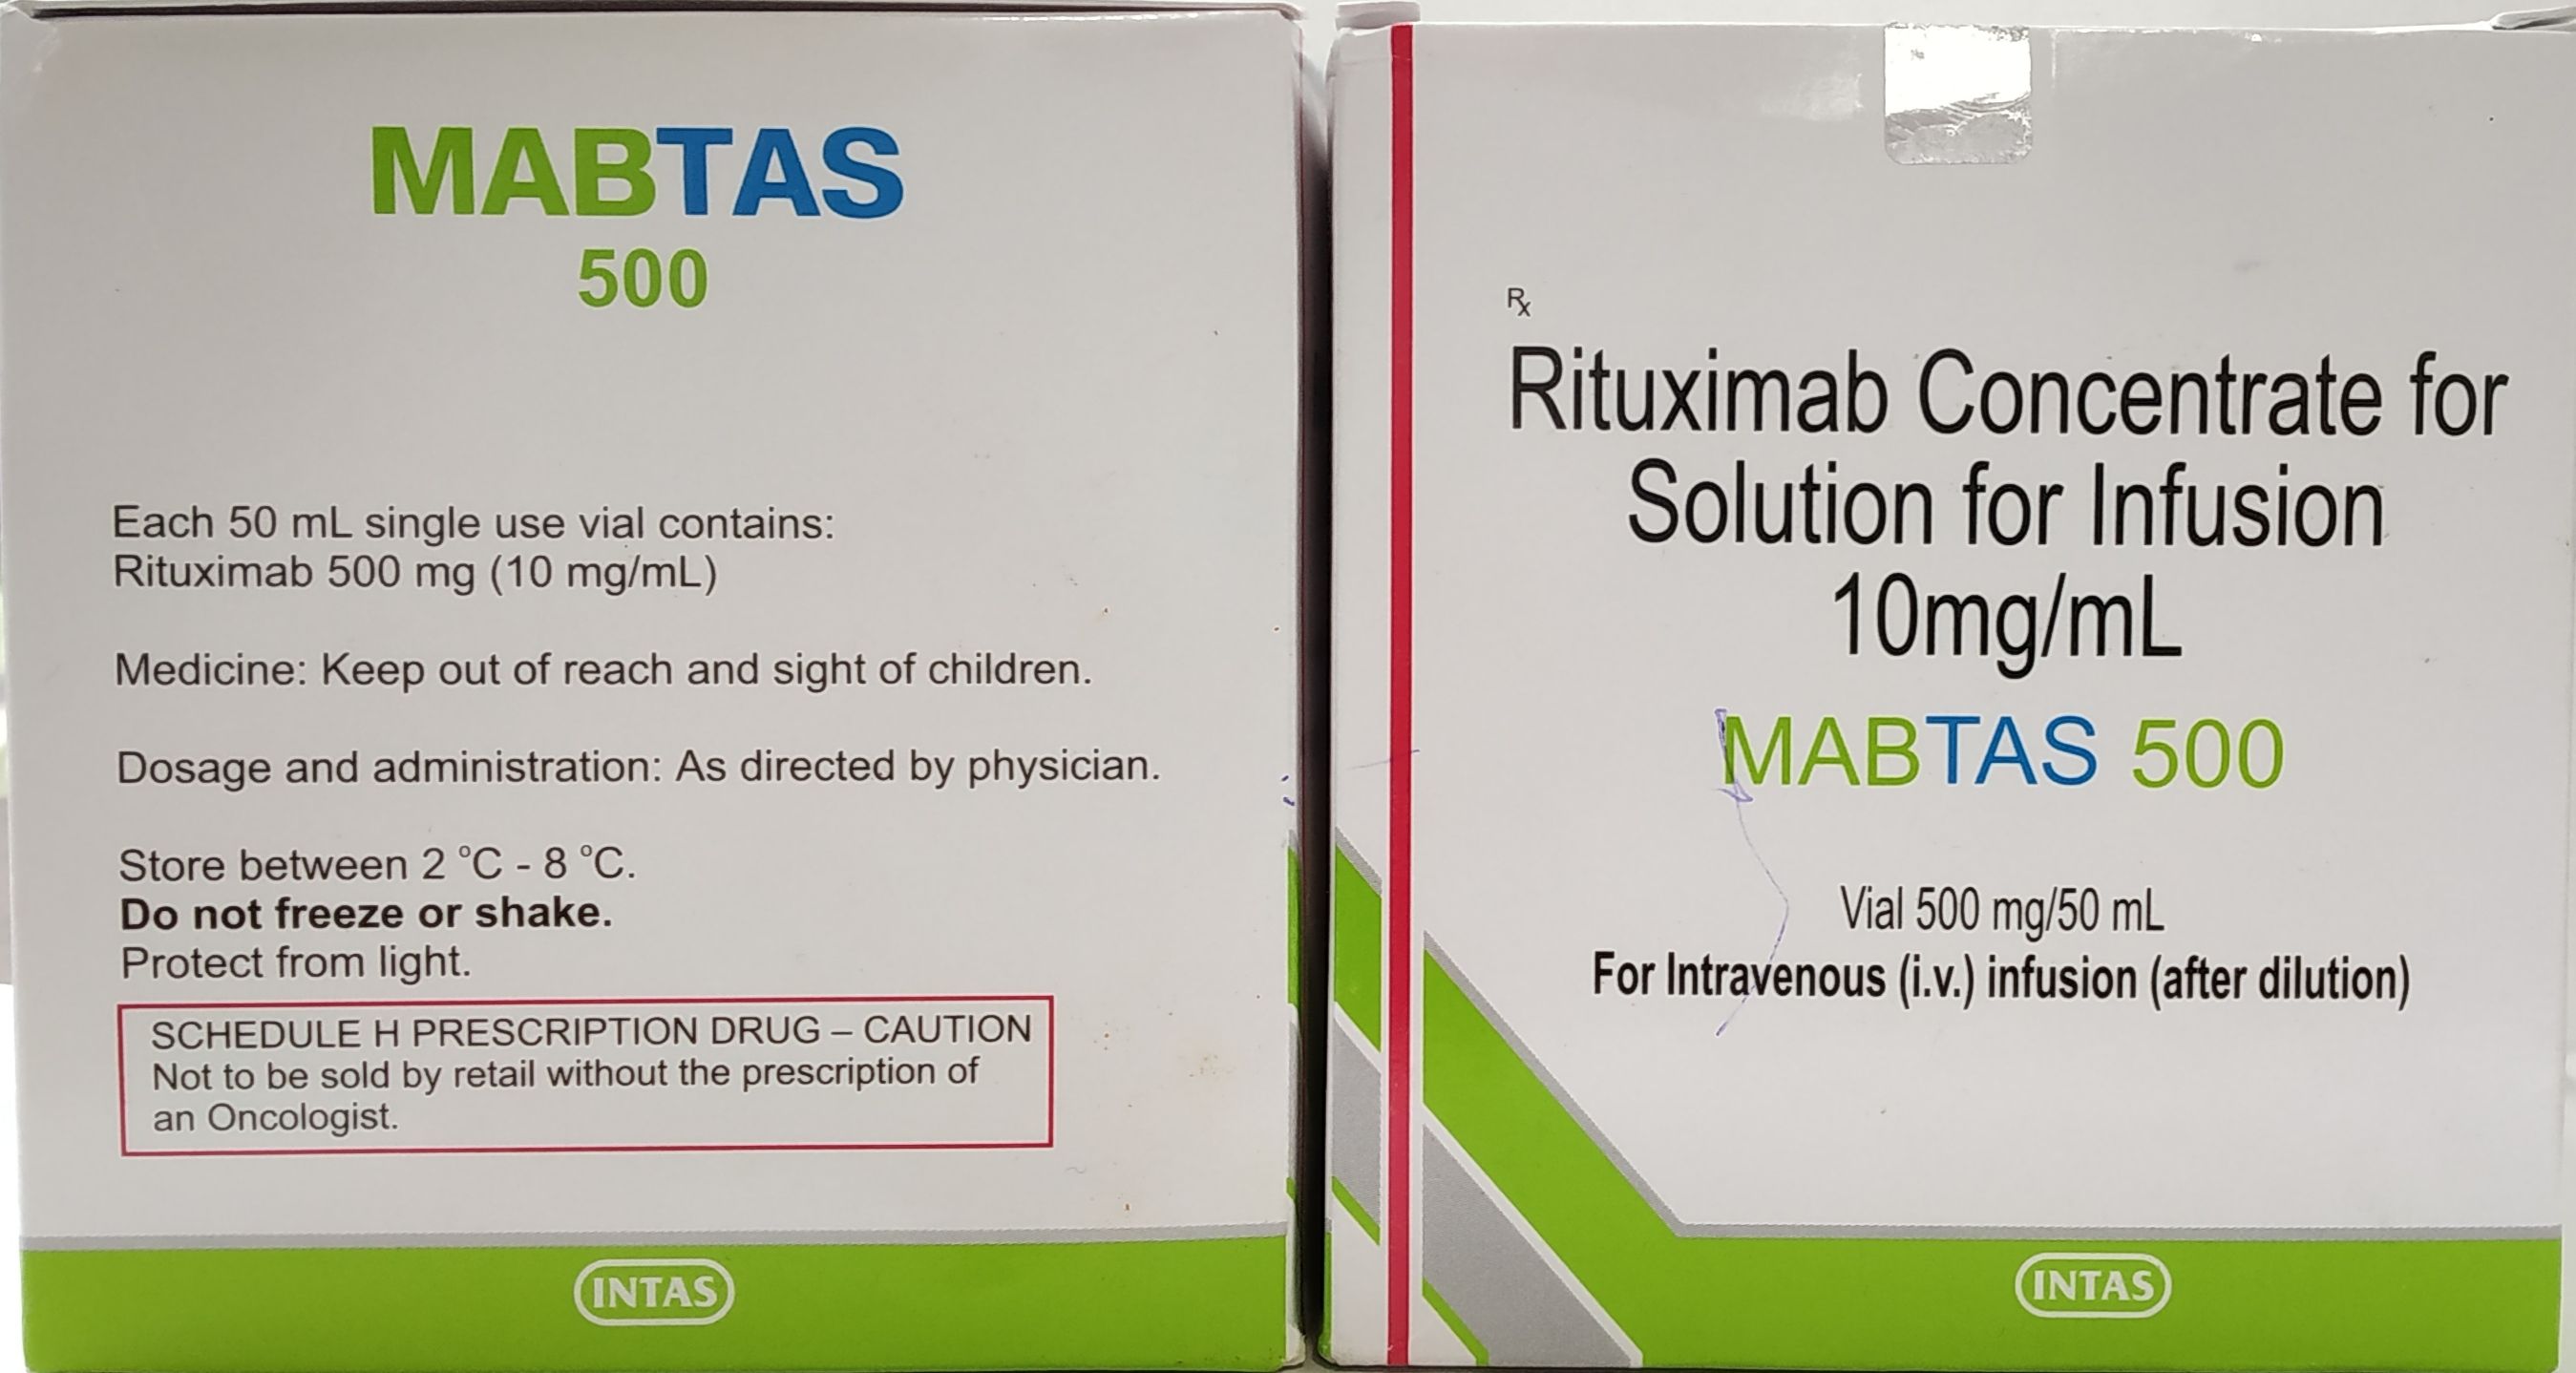 MABTAS
500
Each 50 mL single use vial contains:
Rituximab 500 mg (10 mg/mL)
Medicine: Keep out of reach and sight of children.
Dosage and administration: As directed by physician.
Store between 2 °C - 8 °C.
Do not freeze or shake.
Protect from light.
SCHEDULE H PRESCRIPTION DRUG – CAUTION
Not to be sold by retail without the prescription of
an Oncologist.
INTAS
Rx
Rituximab Concentrate for
Solution for Infusion
10mg/mL
MABTAS 500
Vial 500 mg/50 mL
For Intravenous (i.v.) infusion (after dilution)
INTAS